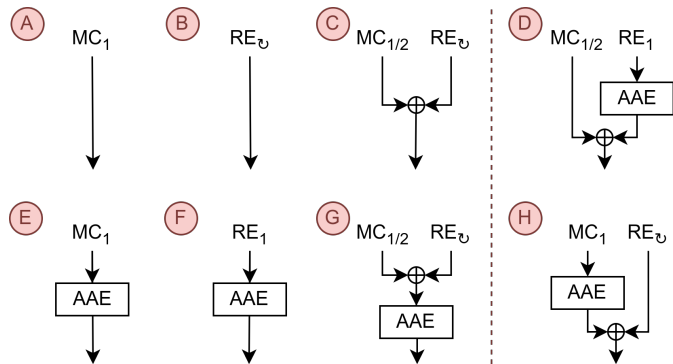 A
MC₁
B
RE↻
C
MC₁/₂ RE↻
D
MC₁/₂ RE₁
AAE
E
MC₁
AAE
F
RE₁
AAE
G
MC₁/₂ RE↻
AAE
H
MC₁ RE↻
AAE